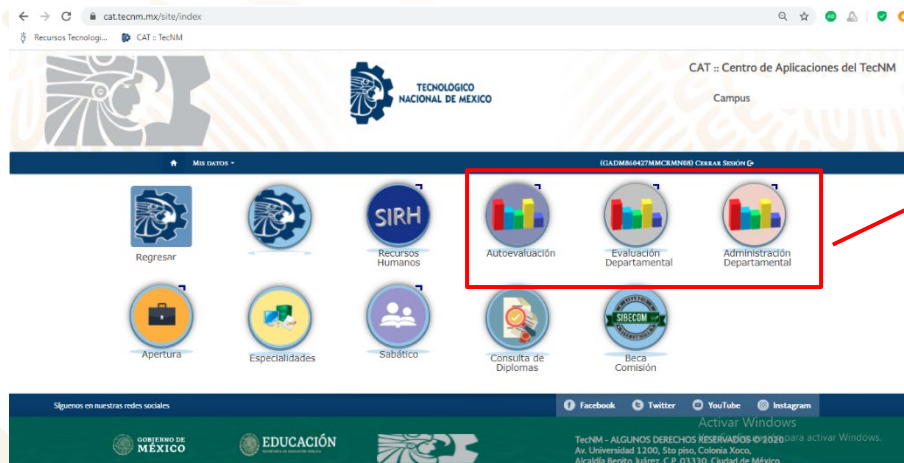 cat.tecnm.mx/site/index
Recursos Tecnologi... CAT :: TecNM
CAT :: Centro de Aplicaciones del TecNM
TECNOLÓGICO
NACIONAL DE MÉXICO
Campus
MIS DATOS
(GADM860427MMCRMN08) CERRAR SESIÓN
SIRH
Regresar
Recursos
Humanos
Autoevaluación
Evaluación
Departamental
Administración
Departamental
SIBECOM
Apertura
Especialidades
Sabático
Consulta de
Diplomas
Beca
Comisión
Síguenos en nuestras redes sociales
Facebook Twitter YouTube Instagram
Activar Windows
GOBIERNO DE
MÉXICO
EDUCACIÓN
TecNM - ALGUNOS DERECHOS RESERVADOS © 2020
para activar Windows.
Av. Universidad 1200, 5to piso, Colonia Xoco,
Alcaldía Benito Juárez, C.P. 03330, Ciudad de México